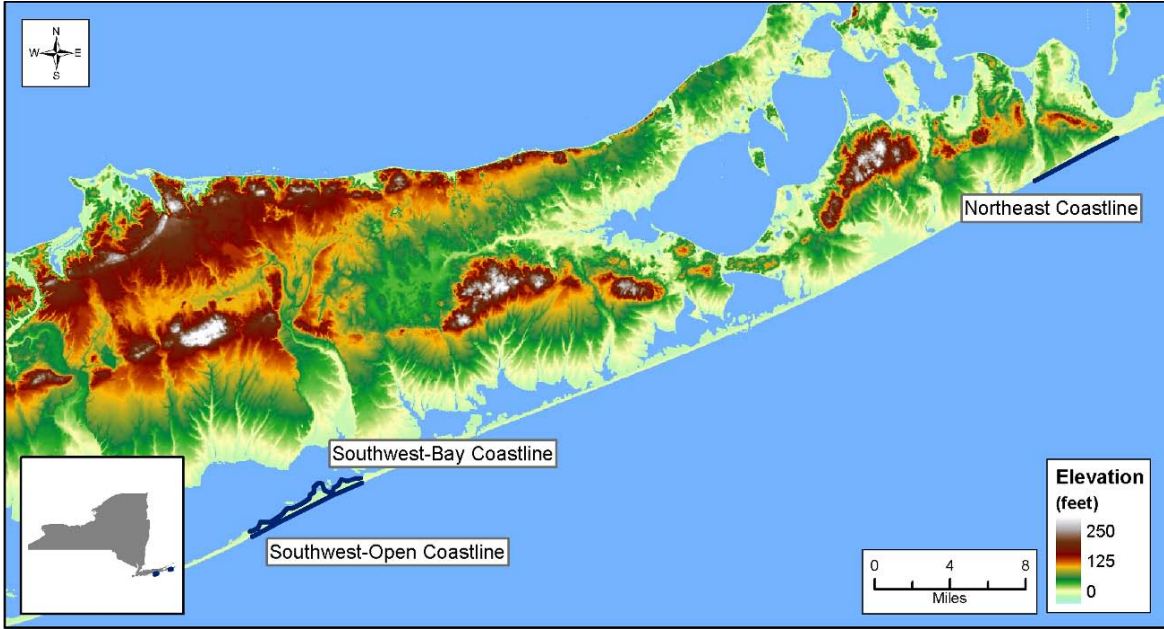 N
W E
S
Northeast Coastline
Southwest-Bay Coastline
Southwest-Open Coastline
Elevation
(feet)
250
125
0
0 4 8
Miles